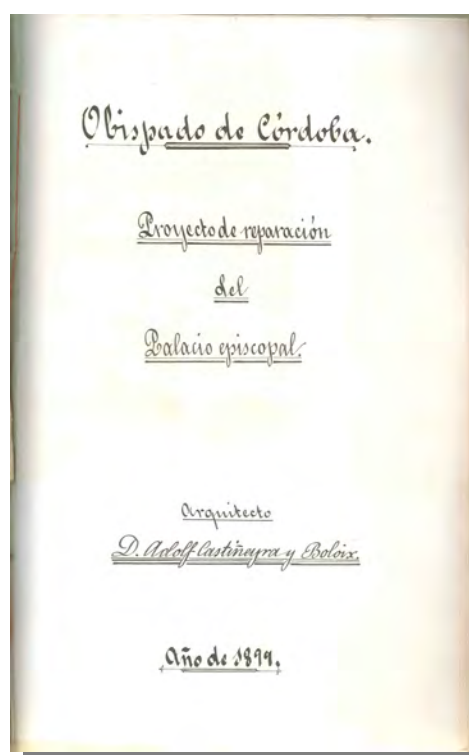 Obispado de Córdoba.
Proyecto de reparación
del
Palacio episcopal.
Arquitecto
D. Adolf Castiñeyra y Boloix.
Año de 1899.